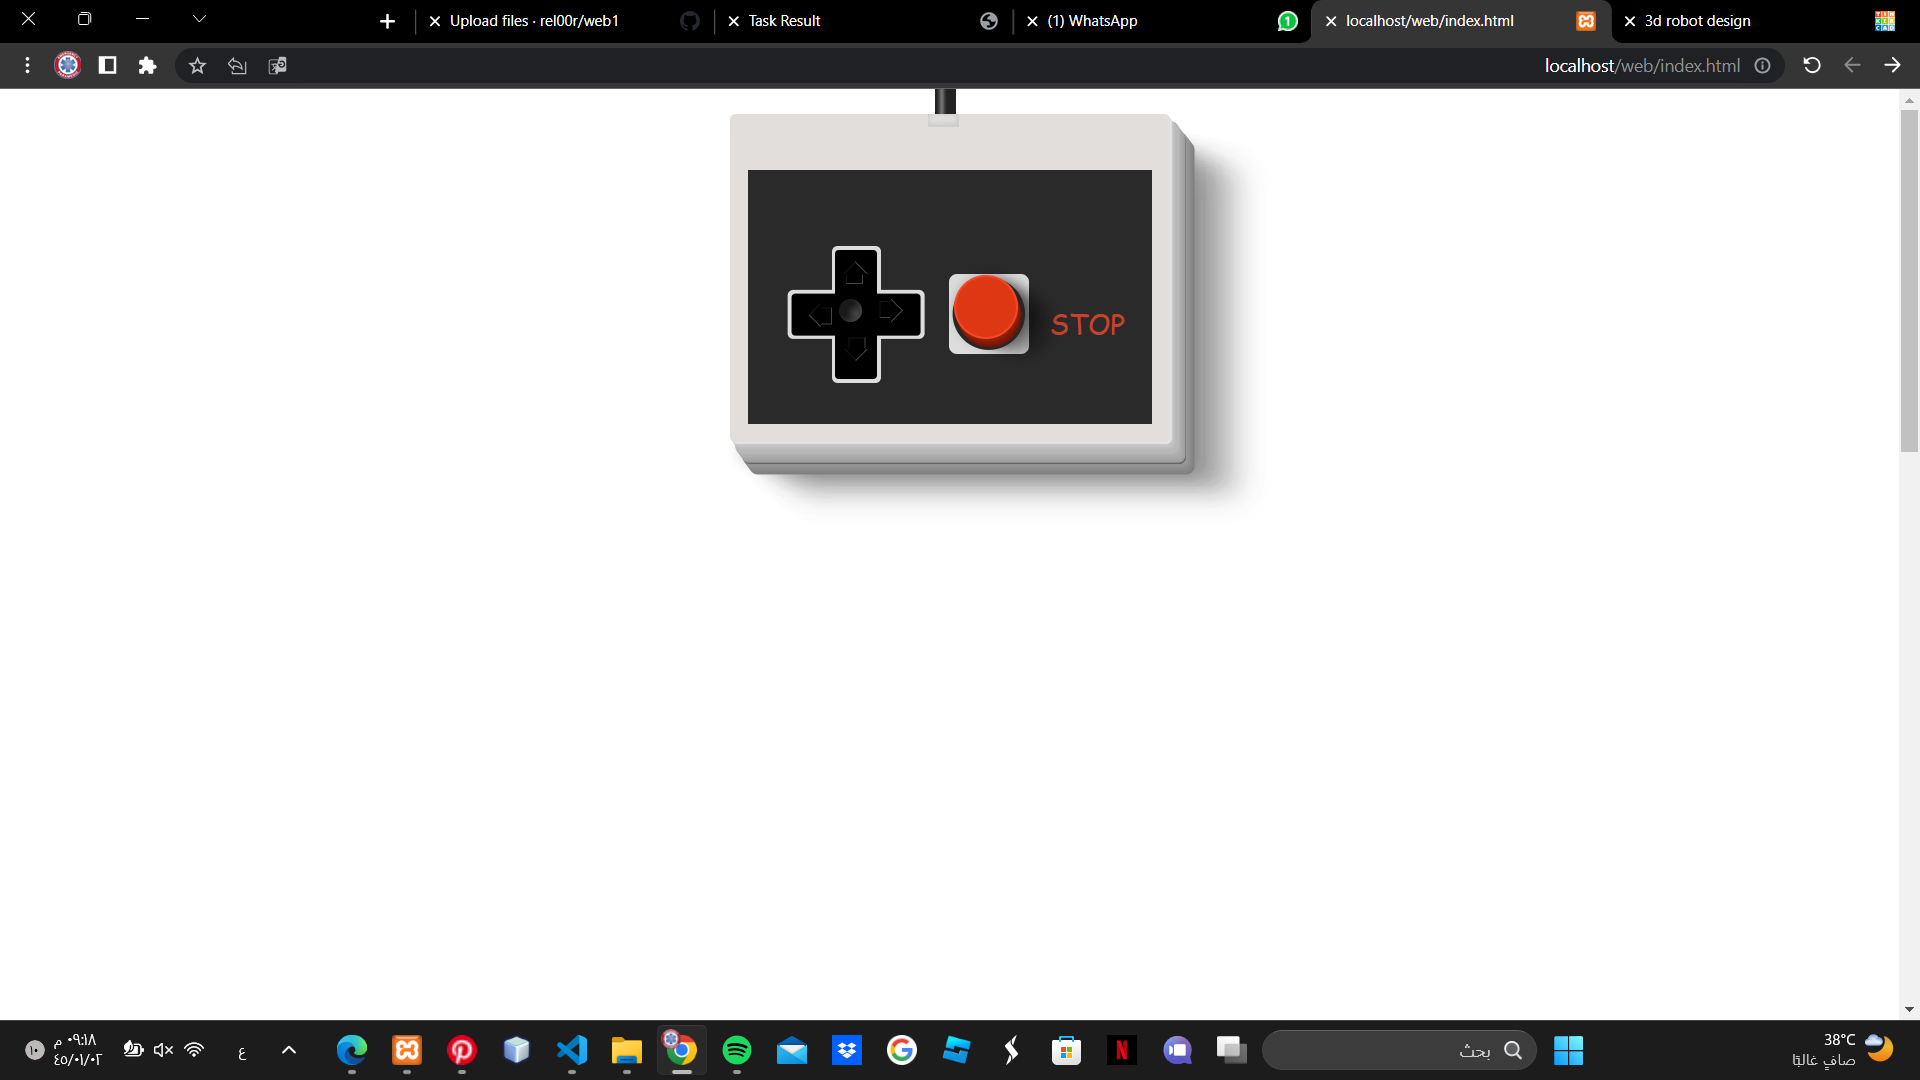 Upload files · rel00r/web1
Task Result
(1) WhatsApp
localhost/web/index.html
3d robot design
localhost/web/index.html
STOP
٠٩:١٨ م
٤٥/٠١/٠٢
١٠
ع
بحث
38°C
صافٍ غالبًا